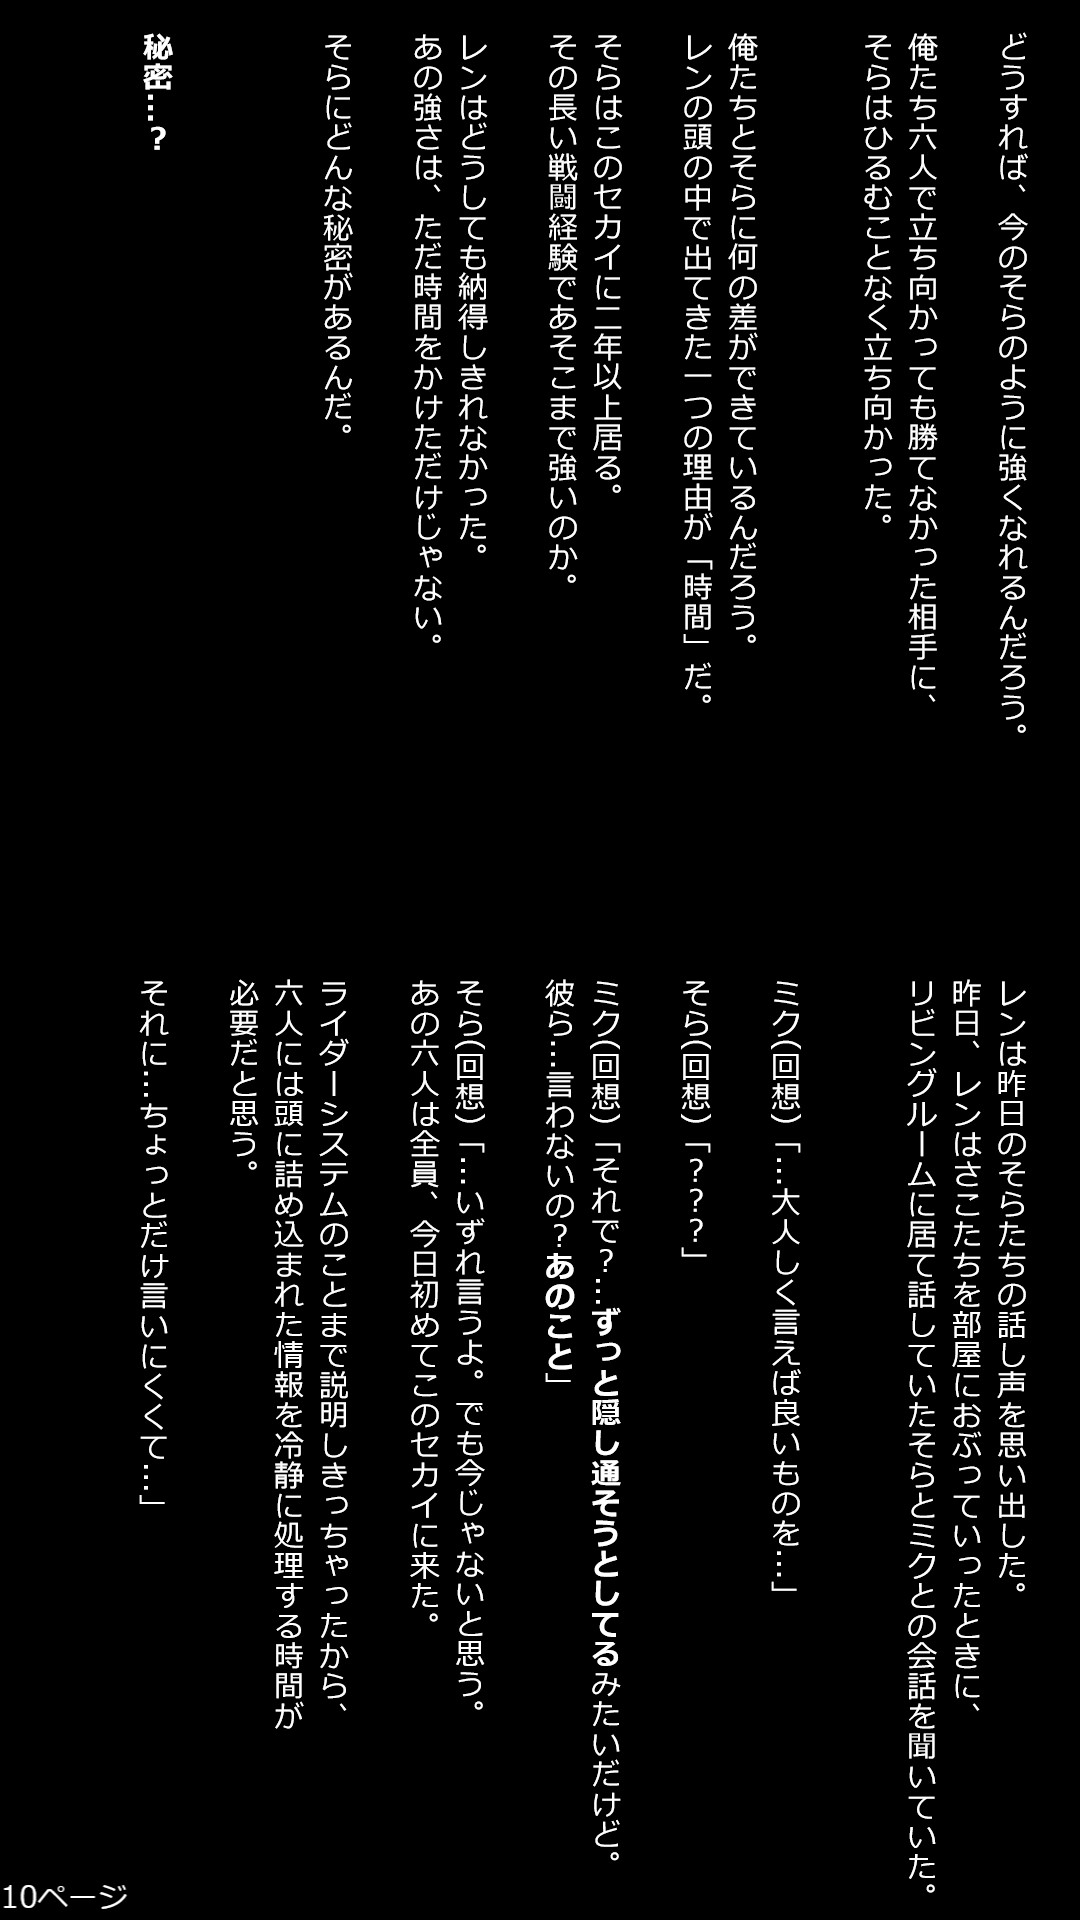 どうすれば、今のそらのように強くなれるんだろう。
俺たち六人で立ち向かっても勝てなかった相手に、
そらはひるむことなく立ち向かった。
俺たちとそらに何の差ができているんだろう。
レンの頭の中で出てきた一つの理由が「時間」だ。
そらはこのセカイに二年以上居る。
その長い戦闘経験であそこまで強いのか。
レンはどうしても納得しきれなかった。
あの強さは、ただ時間をかけただけじゃない。
そらにどんな秘密があるんだ。
秘密…?
レンは昨日のそらたちの話し声を思い出した。
昨日、レンはさこたちを部屋におぶっていったときに、
リビングルームに居て話していたそらとミクとの会話を聞いていた。
ミク(回想)「…大人しく言えば良いものを…」
そら(回想)「???」
ミク(回想)「それで?…ずっと隠し通そうとしてるみたいだけど。
彼ら…言わないの?あのこと」
そら(回想)「…いずれ言うよ。でも今じゃないと思う。
あの六人は全員、今日初めてこのセカイに来た。
ライダーシステムのことまで説明しきっちゃったから、
六人には頭に詰め込まれた情報を冷静に処理する時間が
必要だと思う。
それに…ちょっとだけ言いにくくて…」
10ページ